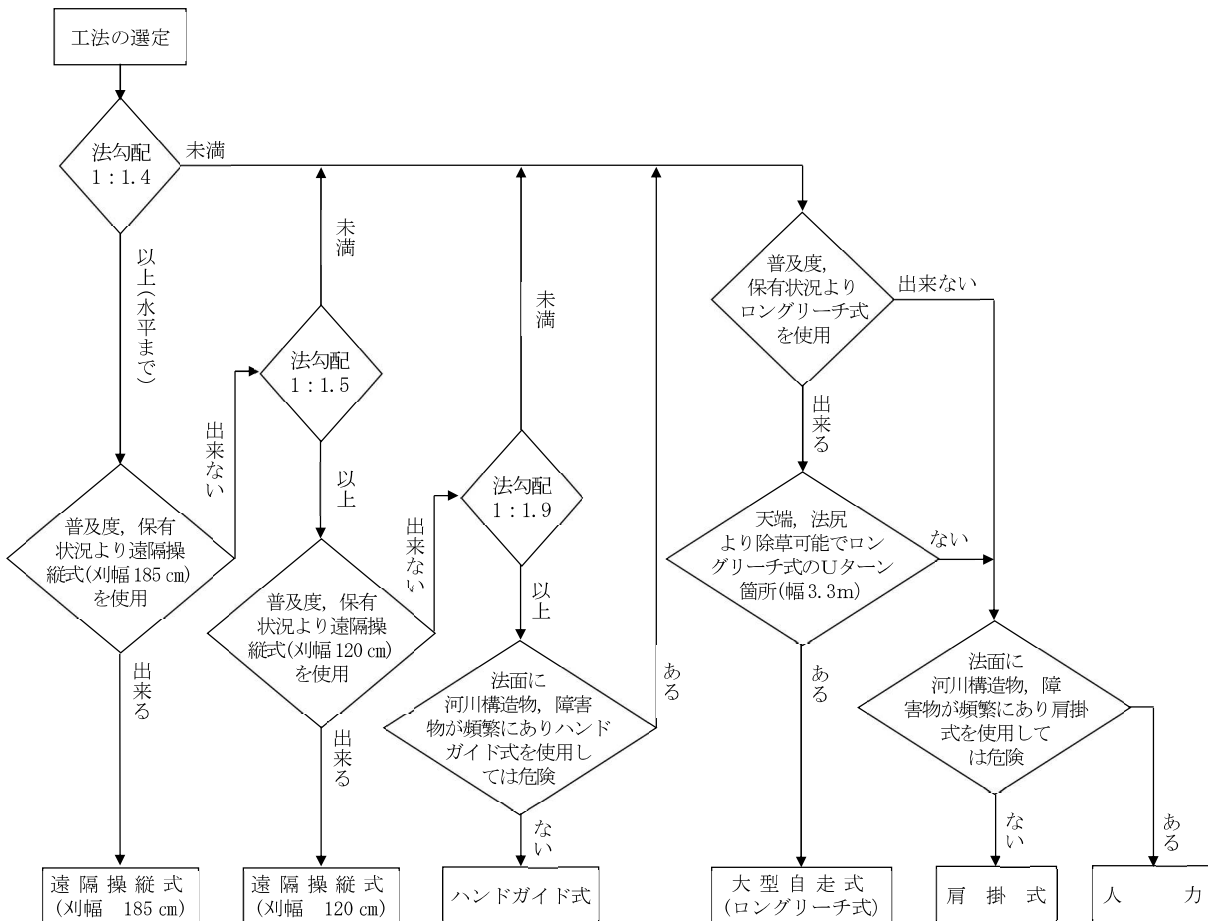 工法の選定
法勾配
1：1.4
未満
以上(水平まで)
普及度，保有
状況より遠隔操
縦式(刈幅 185 cm)
を使用
出来ない
出来る
法勾配
1：1.5
未満
以上
普及度，保有
状況より遠隔操
縦式(刈幅 120 cm)
を使用
出来ない
出来る
法勾配
1：1.9
未満
以上
法面に
河川構造物，障害
物が頻繁にありハンド
ガイド式を使用し
ては危険
ある
ない
普及度，
保有状況より
ロングリーチ式
を使用
出来ない
出来る
天端，法尻
より除草可能でロン
グリーチ式のＵターン
箇所(幅 3.3ｍ)
ない
ある
法面に
河川構造物，障
害物が頻繁にあり肩掛
式を使用して
は危険
ない
ある
遠隔操縦式
(刈幅　185 cm)
遠隔操縦式
(刈幅　120 cm)
ハンドガイド式
大型自走式
(ロングリーチ式)
肩掛式
人　　力